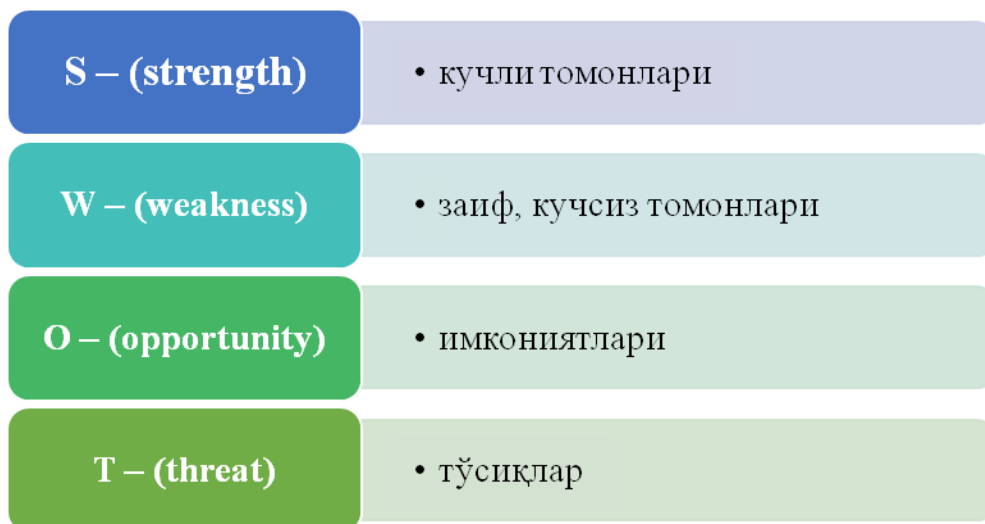 S – (strength)
• кучли томонлари
W – (weakness)
• заиф, кучсиз томонлари
O – (opportunity)
• имкониятлари
T – (threat)
• тўсиқлар